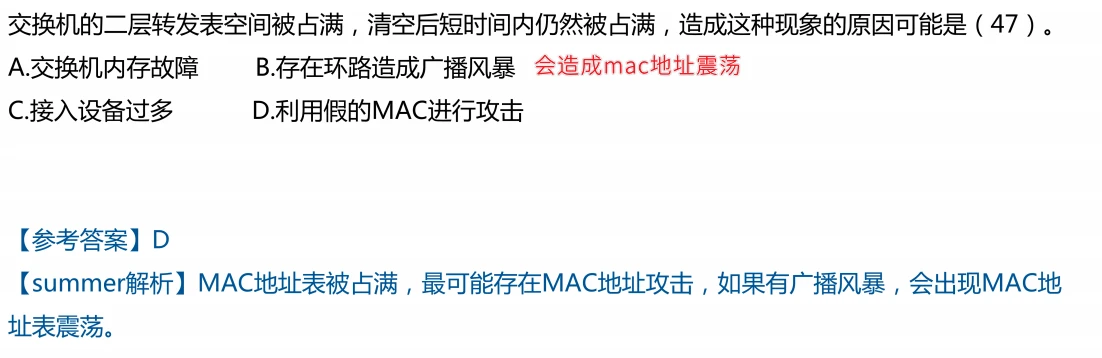 交换机的二层转发表空间被占满，清空后短时间内仍然被占满，造成这种现象的原因可能是（47）。
A.交换机内存故障 B.存在环路造成广播风暴 会造成mac地址震荡
C.接入设备过多 D.利用假的MAC进行攻击
【参考答案】D
【summer解析】MAC地址表被占满，最可能存在MAC地址攻击，如果有广播风暴，会出现MAC地
址表震荡。